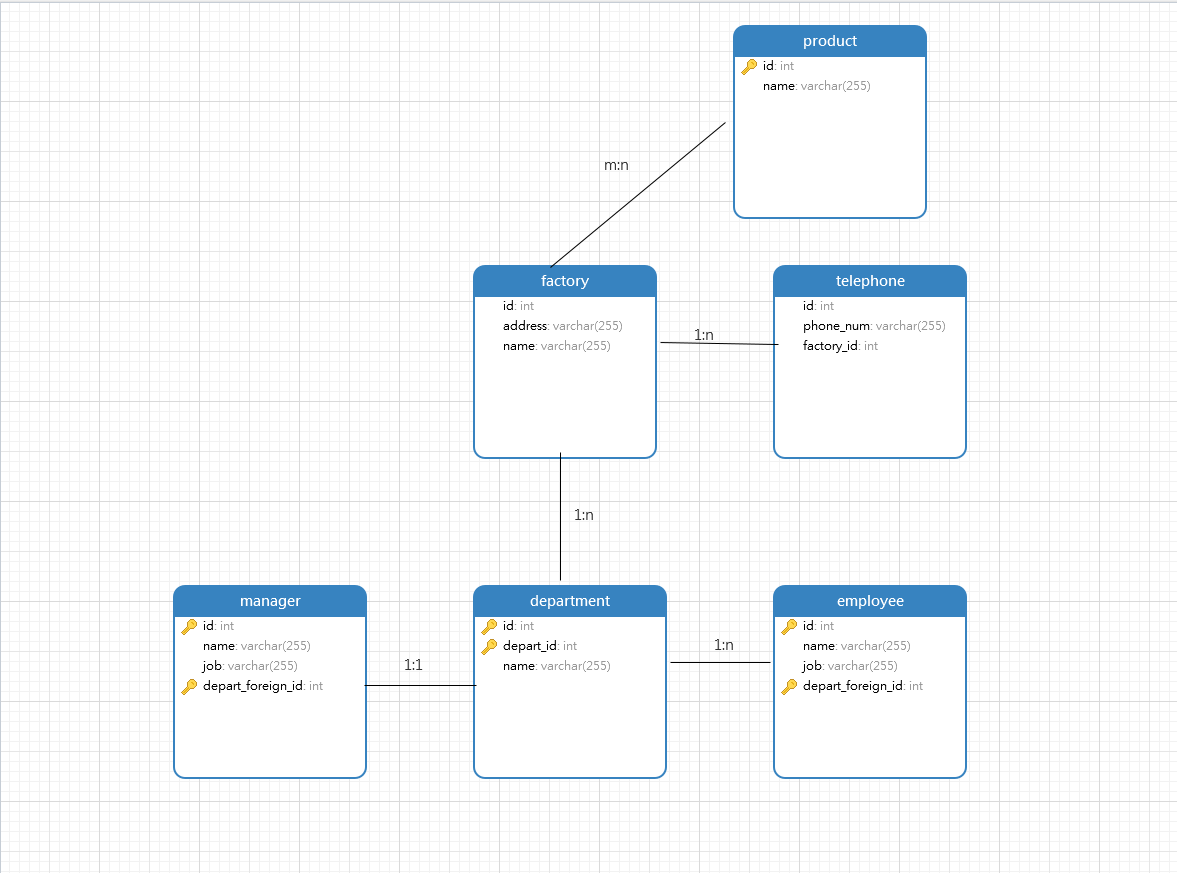 product
id: int
name: varchar(255)
m:n
factory
id: int
address: varchar(255)
name: varchar(255)
1:n
telephone
id: int
phone_num: varchar(255)
factory_id: int
1:n
manager
id: int
name: varchar(255)
job: varchar(255)
depart_foreign_id: int
1:1
department
id: int
depart_id: int
name: varchar(255)
1:n
employee
id: int
name: varchar(255)
job: varchar(255)
depart_foreign_id: int